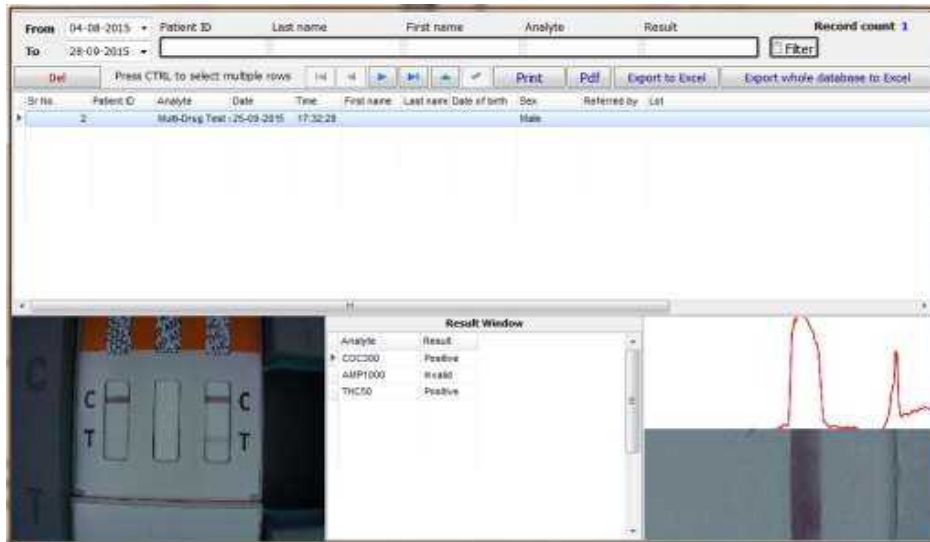 From 04-08-2015 Patient ID Last name First name Analyte Result Record count 1
To 28-09-2015 Filter
Del Press CTRL to select multiple rows Print Pdf Export to Excel Export whole database to Excel
Sr No. Patient ID Analyte Date Time First name Last name Date of birth Sex Referred by Lot
2 Multi-Drug Test 25-09-2015 17:32:28 Male
Result Window
Analyte Result
COC300 Positive
AMP1000 Invalid
THC50 Positive
C
C C
T T
T